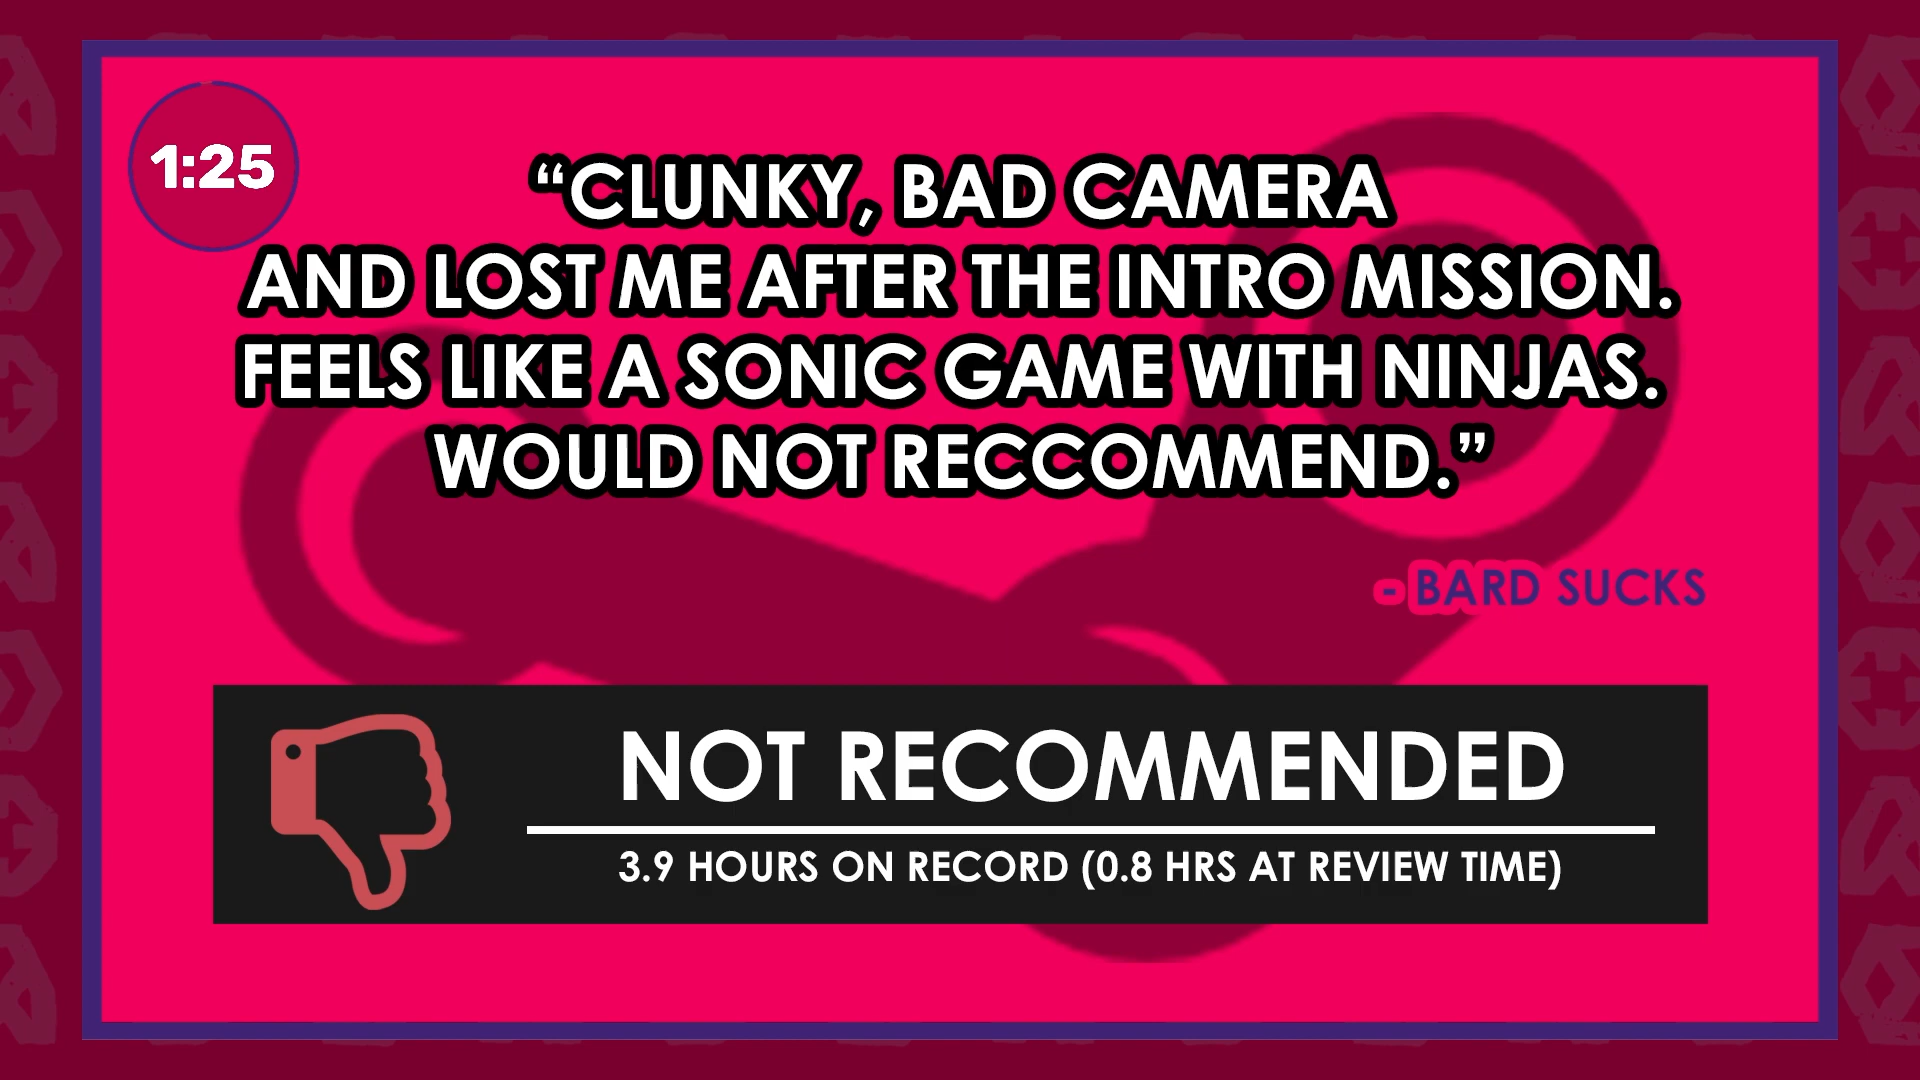 1:25
“CLUNKY, BAD CAMERA
AND LOST ME AFTER THE INTRO MISSION.
FEELS LIKE A SONIC GAME WITH NINJAS.
WOULD NOT RECCOMMEND.”
- BARD SUCKS
NOT RECOMMENDED
3.9 HOURS ON RECORD (0.8 HRS AT REVIEW TIME)